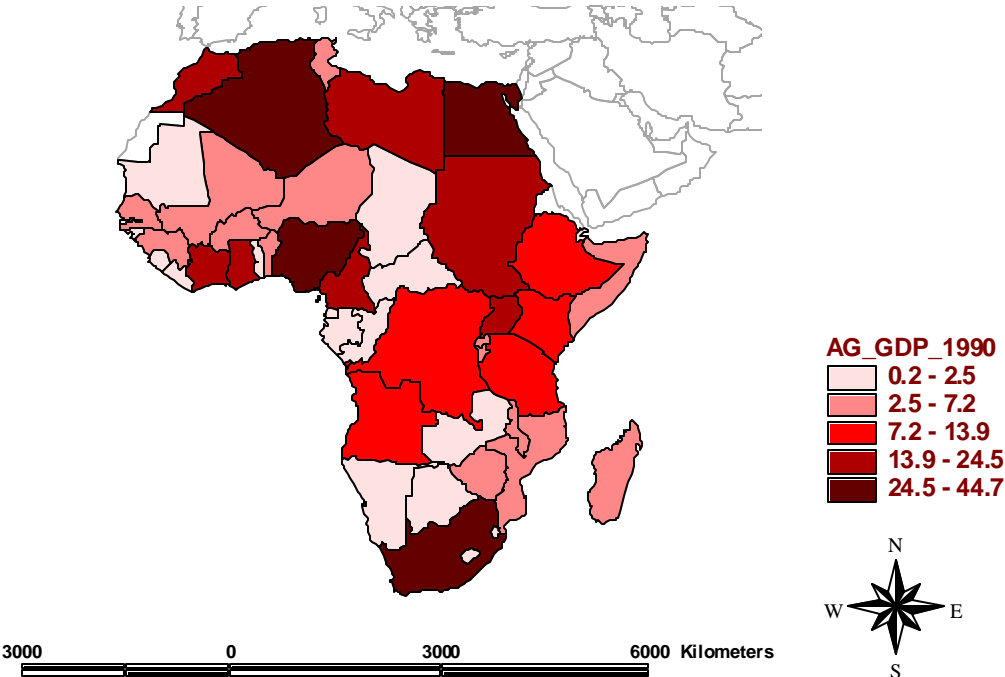 AG_GDP_1990
0.2 - 2.5
2.5 - 7.2
7.2 - 13.9
13.9 - 24.5
24.5 - 44.7
N
W E
S
3000 0 3000 6000 Kilometers